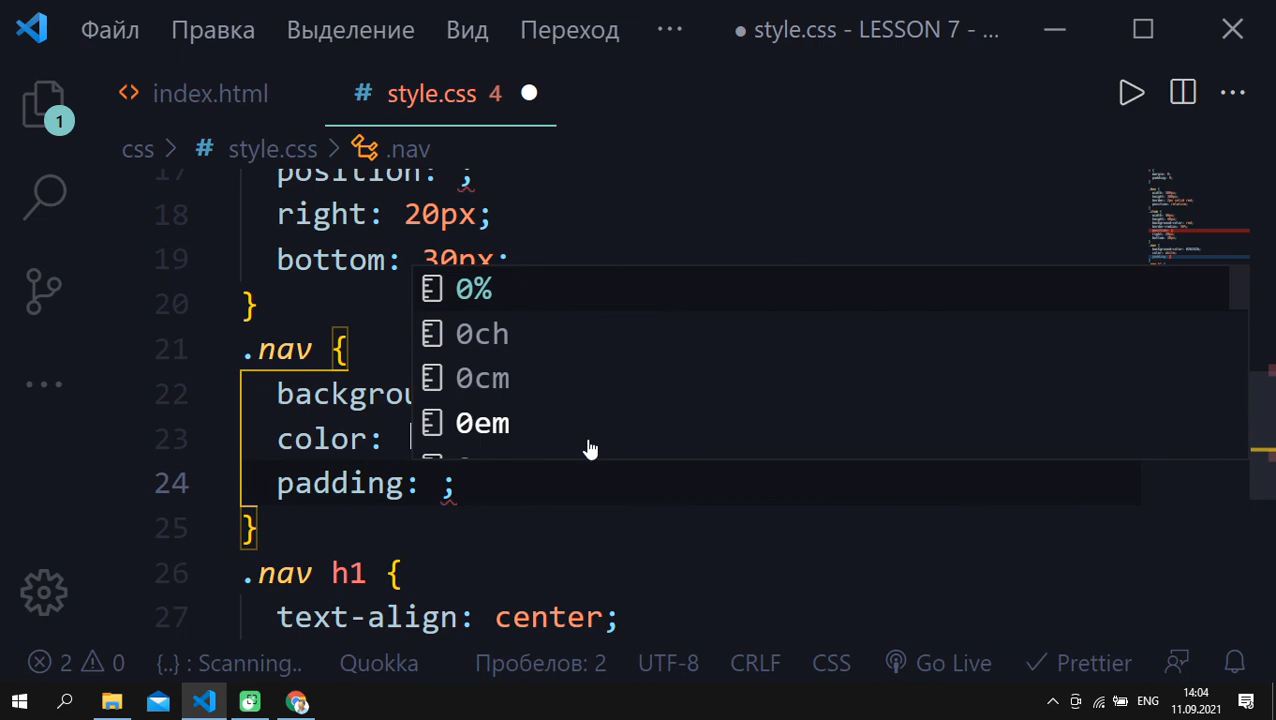 Файл Правка Выделение Вид Переход ··· ● style.css - LESSON 7 - ...
<> index.html # style.css 4 ●
1
css > # style.css > .nav
17 position: ;
18 right: 20px;
19 bottom: 30px;
20 }
21 .nav {
22 backgrou
23 color:
24 padding: ;
25 }
26 .nav h1 {
27 text-align: center;
0%
0ch
0cm
0em
2 0 {..} : Scanning.. Quokka Пробелов: 2 UTF-8 CRLF CSS Go Live Prettier
ENG 14:04
11.09.2021